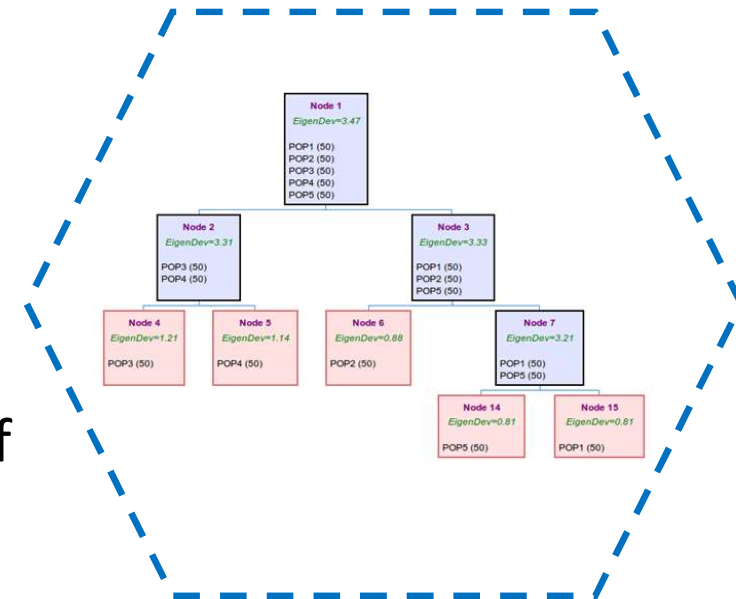 Node 1
EigenDev=3.47
POP1 (50)
POP2 (50)
POP3 (50)
POP4 (50)
POP5 (50)
Node 2
EigenDev=3.31
POP3 (50)
POP4 (50)
Node 3
EigenDev=3.33
POP1 (50)
POP2 (50)
POP5 (50)
Node 4
EigenDev=1.21
POP3 (50)
Node 5
EigenDev=1.14
POP4 (50)
Node 6
EigenDev=0.88
POP2 (50)
Node 7
EigenDev=3.21
POP1 (50)
POP5 (50)
Node 14
EigenDev=0.81
POP5 (50)
Node 15
EigenDev=0.81
POP1 (50)
f